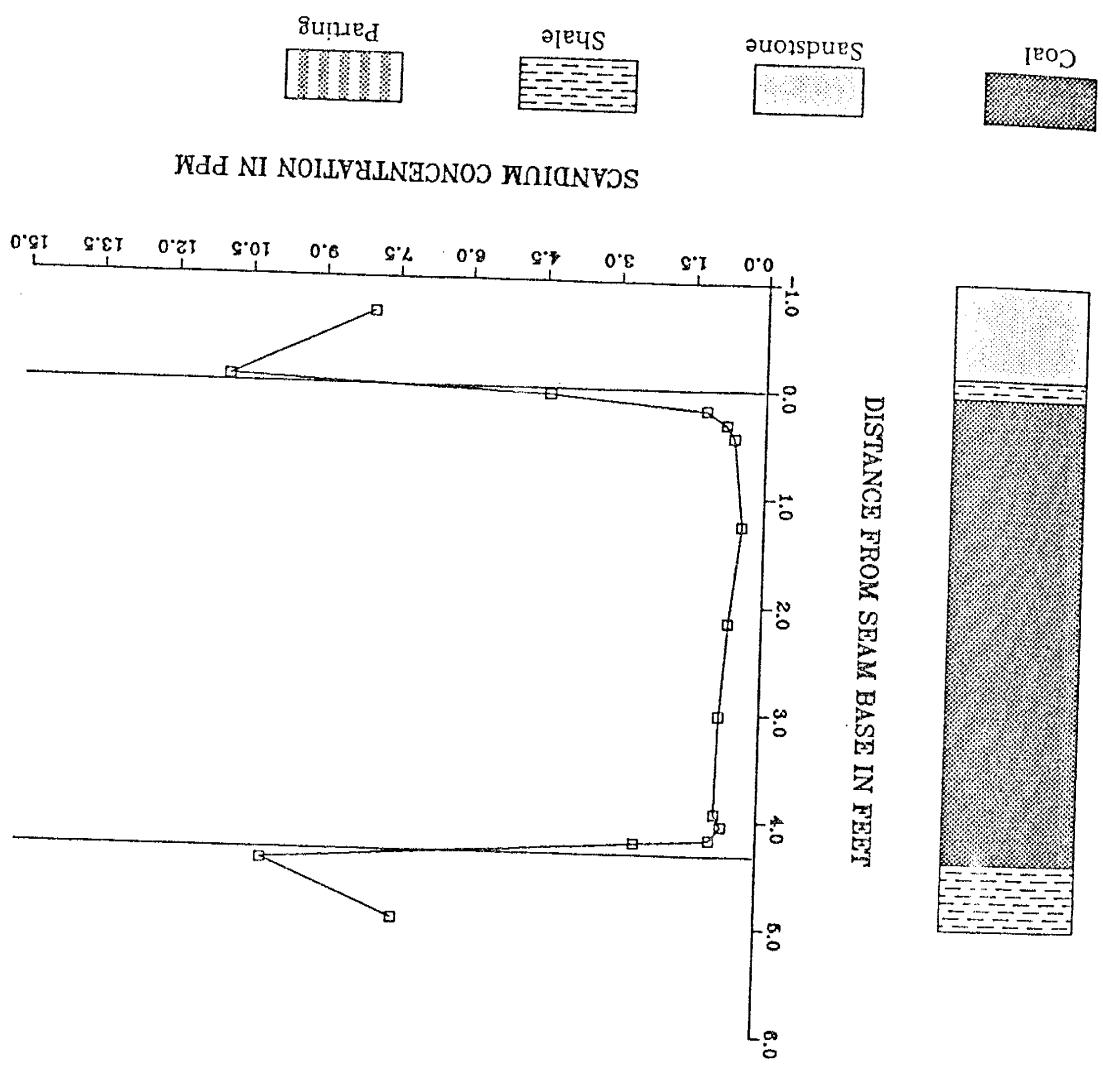 Coal
Sandstone
Shale
Parting
SCANDIUM CONCENTRATION IN PPM
0.0 1.5 3.0 4.5 6.0 7.5 9.0 10.5 12.0 13.5 15.0
DISTANCE FROM SEAM BASE IN FEET
-1.0
0.0
1.0
2.0
3.0
4.0
5.0
6.0